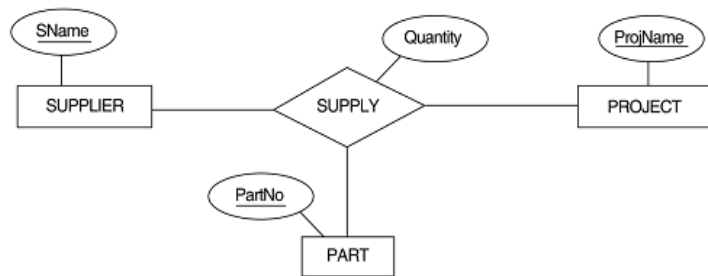 SName
Quantity
ProjName
SUPPLIER
SUPPLY
PROJECT
PartNo
PART